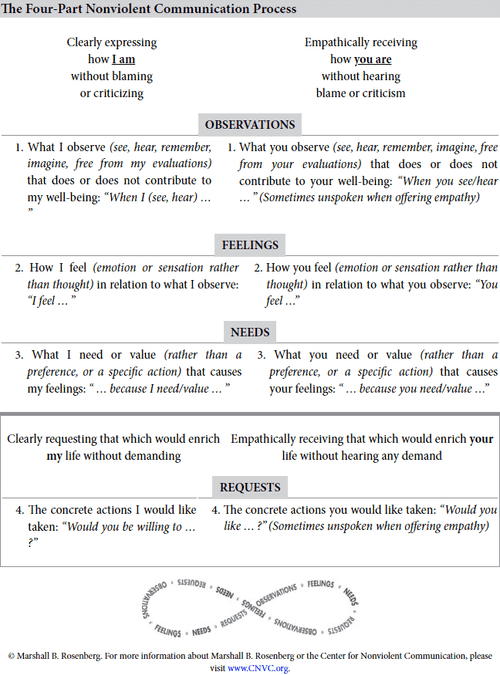 The Four-Part Nonviolent Communication Process
Clearly expressing
how I am
without blaming
or criticizing
Empathically receiving
how you are
without hearing
blame or criticism
OBSERVATIONS
1. What I observe (see, hear, remember,
imagine, free from my evaluations)
that does or does not contribute to
my well-being: “When I (see, hear) …
”
1. What you observe (see, hear, remember, imagine, free
from your evaluations) that does or does not
contribute to your well-being: “When you see/hear
… ” (Sometimes unspoken when offering empathy)
FEELINGS
2. How I feel (emotion or sensation rather
than thought) in relation to what I observe:
“I feel … ”
2. How you feel (emotion or sensation rather than
thought) in relation to what you observe: “You
feel …”
NEEDS
3. What I need or value (rather than a
preference, or a specific action) that causes
my feelings: “ … because I need/value … ”
3. What you need or value (rather than a
preference, or a specific action) that causes
your feelings: “ … because you need/value …”
Clearly requesting that which would enrich
my life without demanding
Empathically receiving that which would enrich your
life without hearing any demand
REQUESTS
4. The concrete actions I would like
taken: “Would you be willing to …
?”
4. The concrete actions you would like taken: “Would you
like … ?” (Sometimes unspoken when offering empathy)
FEELINGS • NEEDS • REQUESTS • OBSERVATIONS • FEELINGS • NEEDS • REQUESTS • OBSERVATIONS • FEELINGS • NEEDS • REQUESTS • OBSERVATIONS
© Marshall B. Rosenberg. For more information about Marshall B. Rosenberg or the Center for Nonviolent Communication, please
visit www.CNVC.org.